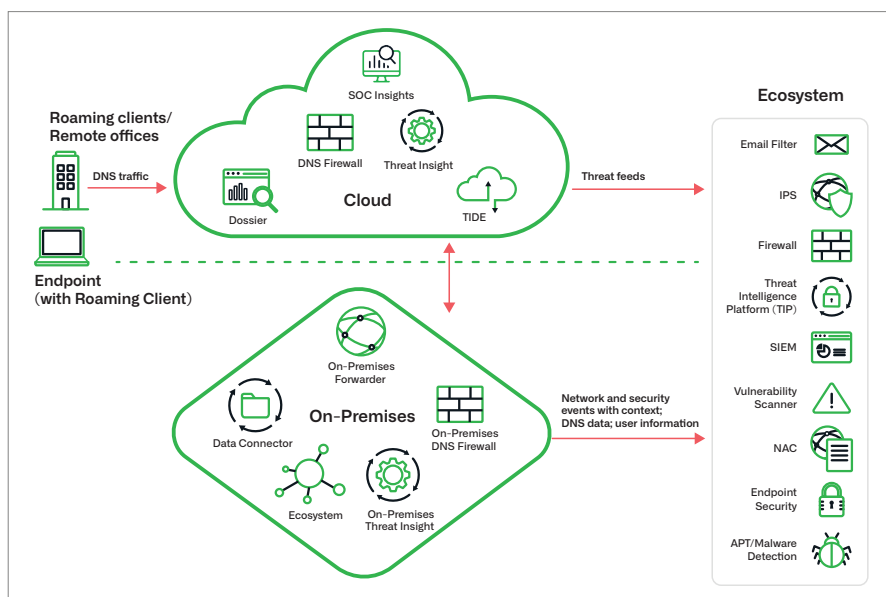 SOC Insights
DNS Firewall
Threat Insight
Dossier
Cloud
TIDE
Roaming clients/
Remote offices
DNS traffic
Endpoint
(with Roaming Client)
Threat feeds
On-Premises
Forwarder
Data Connector
On-Premises
On-Premises
DNS Firewall
Ecosystem
On-Premises
Threat Insight
Network and security
events with context;
DNS data; user information
Ecosystem
Email Filter
IPS
Firewall
Threat
Intelligence
Platform (TIP)
SIEM
Vulnerability
Scanner
NAC
Endpoint
Security
APT/Malware
Detection